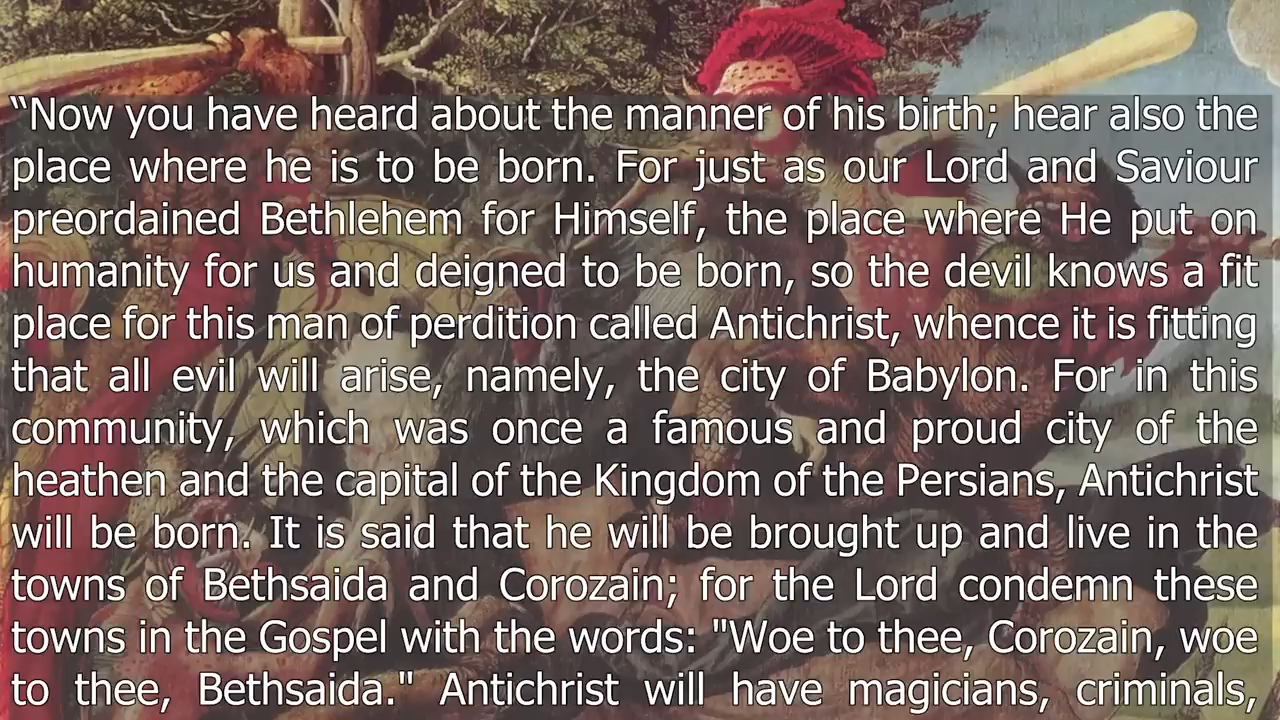 “Now you have heard about the manner of his birth; hear also the
place where he is to be born. For just as our Lord and Saviour
preordained Bethlehem for Himself, the place where He put on
humanity for us and deigned to be born, so the devil knows a fit
place for this man of perdition called Antichrist, whence it is fitting
that all evil will arise, namely, the city of Babylon. For in this
community, which was once a famous and proud city of the
heathen and the capital of the Kingdom of the Persians, Antichrist
will be born. It is said that he will be brought up and live in the
towns of Bethsaida and Corozain; for the Lord condemn these
towns in the Gospel with the words: "Woe to thee, Corozain, woe
to thee, Bethsaida." Antichrist will have magicians, criminals,